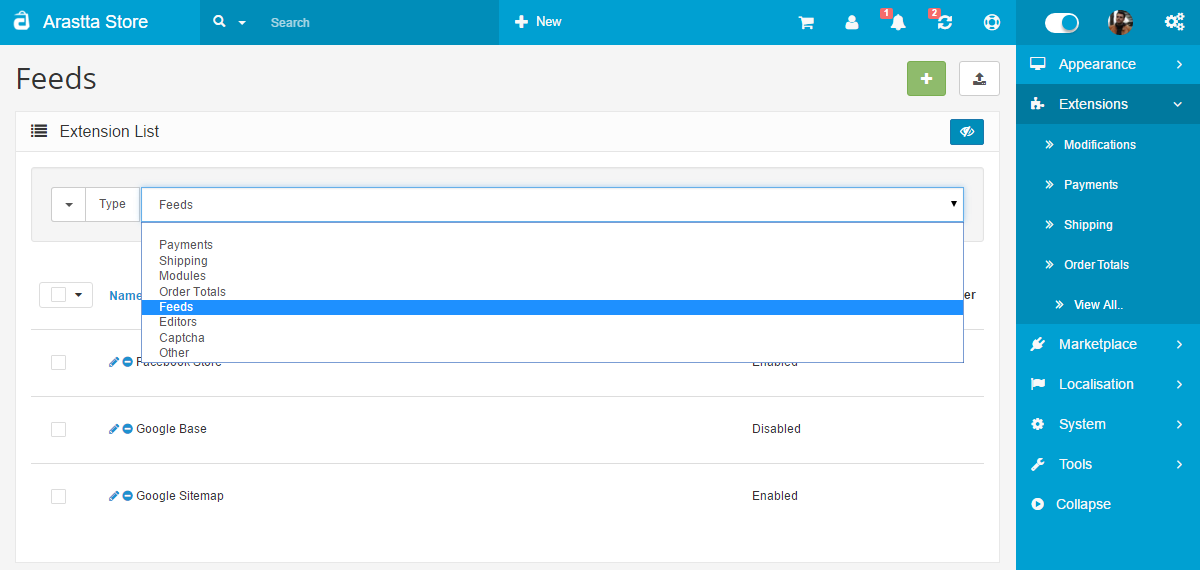 Arastta Store
Search
New
1
2
Feeds
Extension List
Type
Feeds
Payments
Shipping
Modules
Order Totals
Feeds
Editors
Captcha
Other
Name
Facebook Store Enabled
Google Base Disabled
Google Sitemap Enabled
Appearance
Extensions
Modifications
Payments
Shipping
Order Totals
View All..
Marketplace
Localisation
System
Tools
Collapse